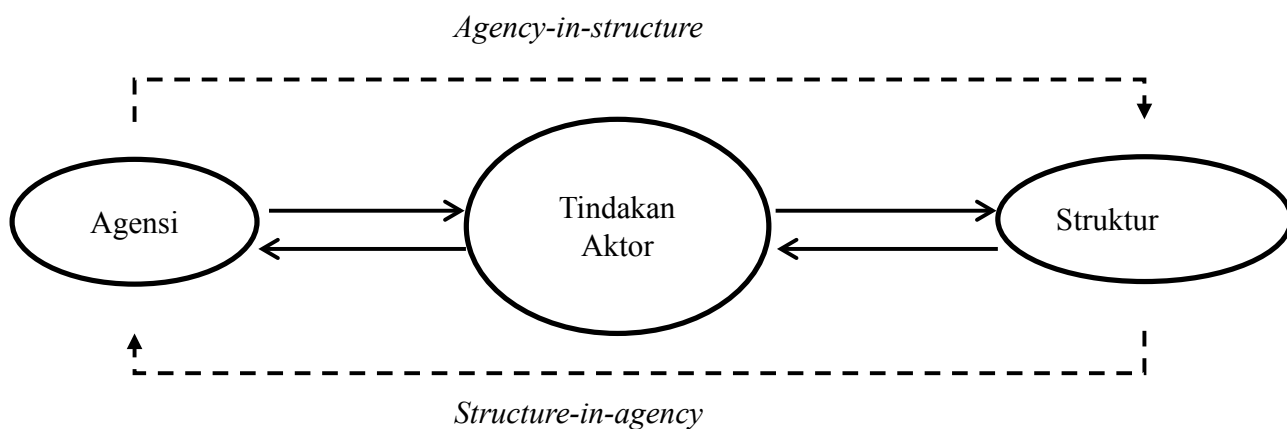 Agency-in-structure
Agensi
Tindakan
Aktor
Struktur
Structure-in-agency